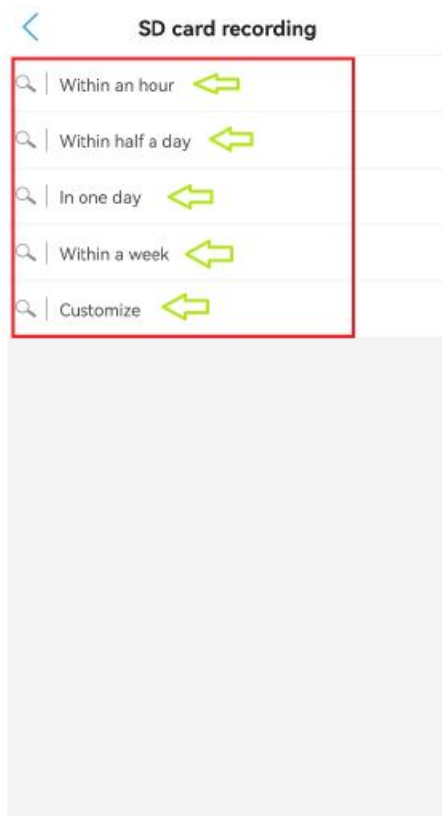 SD card recording
Within an hour
Within half a day
In one day
Within a week
Customize